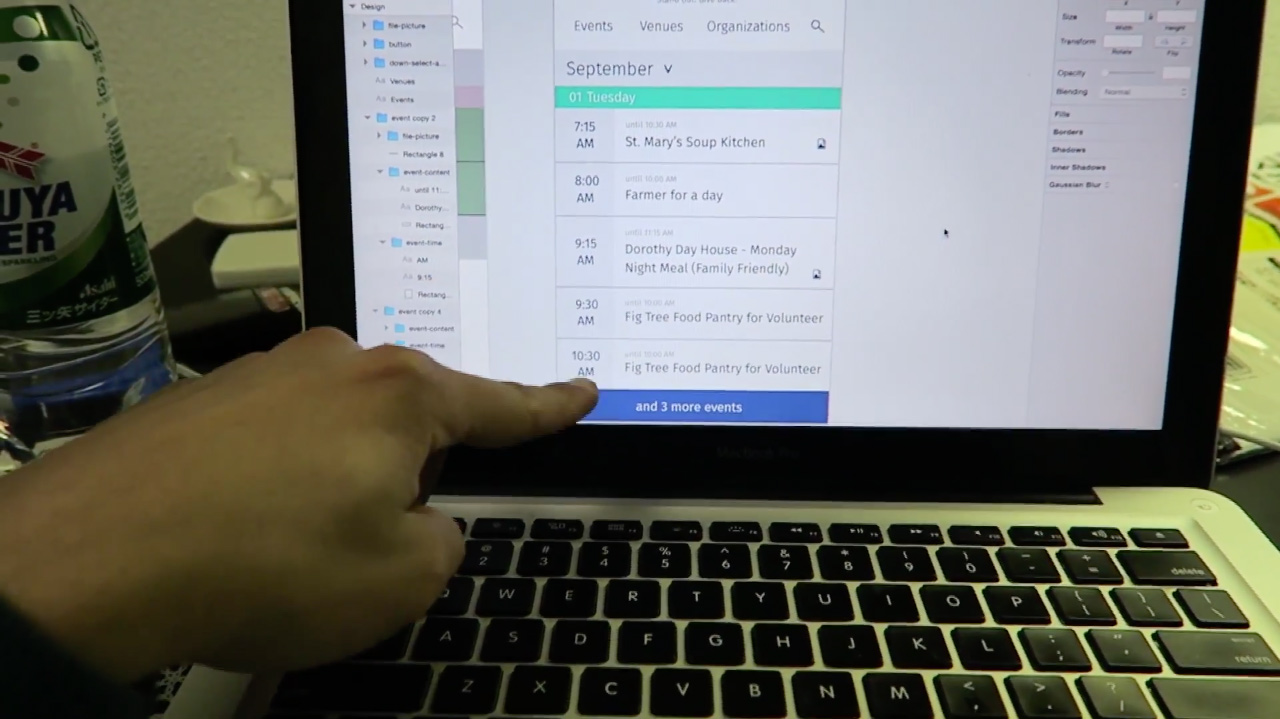 Design
file-picture
button
down-select-a...
Venues
Events
event copy 2
file-picture
Rectangle 8
event-content
until 11:...
Dorothy...
Rectang...
event-time
AM
9:15
Rectang...
event copy 4
event-content
event-time
Events Venues Organizations
September
01 Tuesday
7:15 AM
until 10:30 AM
St. Mary's Soup Kitchen
8:00 AM
until 10:00 AM
Farmer for a day
9:15 AM
until 11:15 AM
Dorothy Day House - Monday
Night Meal (Family Friendly)
9:30 AM
until 10:00 AM
Fig Tree Food Pantry for Volunteer
10:30 AM
until 11:00 AM
Fig Tree Food Pantry for Volunteer
and 3 more events
X Y
Size
Width Height
Transform
Rotate Flip
Opacity
Blending Normal
Fills
Borders
Shadows
Inner Shadows
Gaussian Blur
MacBook Pro
UYA
ER
SPARKLING
Asahi
三ツ矢サイダー
@ 2 # 3 $ 4 % 5 ^ 6 & 7 * 8 ( 9 ) 0 - + = delete
W E R T Y U I O P { [ } ] \
A S D F G H J K L : ; " ' return
Z X C V B N M < , > . ? /